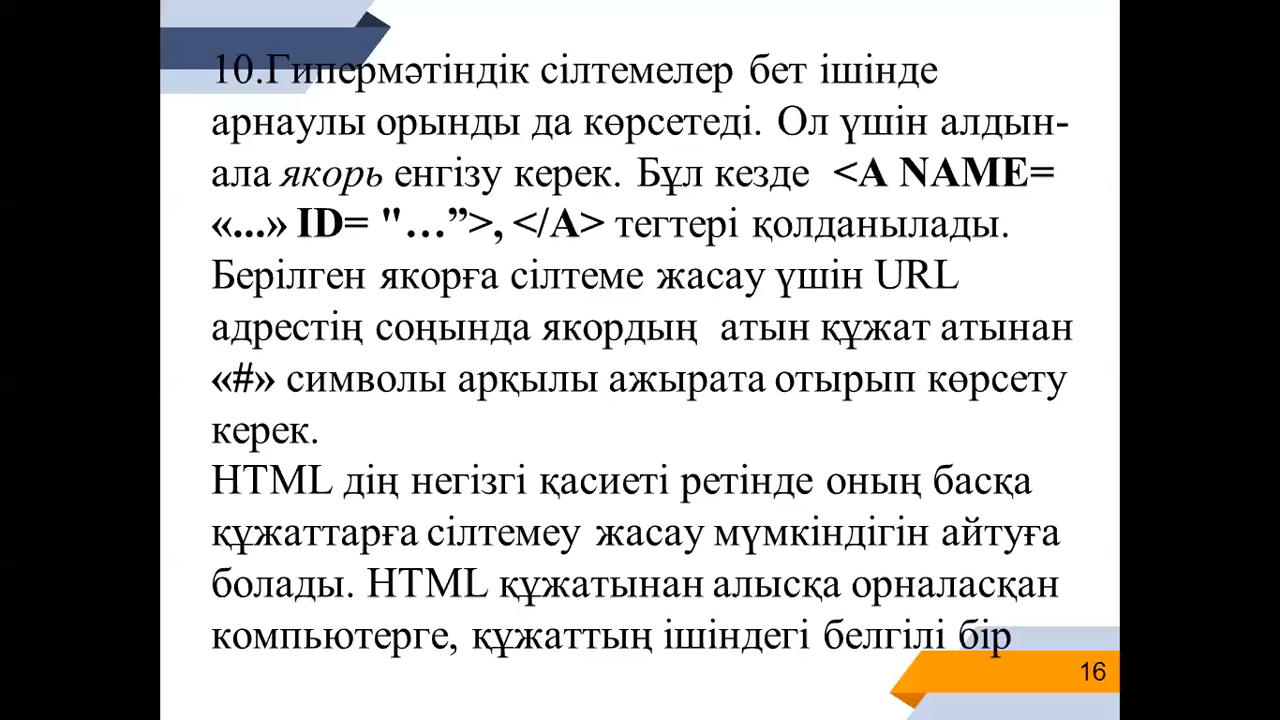 10.Гипермәтіндік сілтемелер бет ішінде
арнаулы орынды да көрсетеді. Ол үшін алдын-
ала якорь енгізу керек. Бұл кезде <A NAME=
«...» ID= "…”>, </A> тегтері қолданылады.
Берілген якорға сілтеме жасау үшін URL
адрестің соңында якордың атын құжат атынан
«#» символы арқылы ажырата отырып көрсету
керек.
HTML дің негізгі қасиеті ретінде оның басқа
құжаттарға сілтемеу жасау мүмкіндігін айтуға
болады. HTML құжатынан алысқа орналасқан
компьютерге, құжаттың ішіндегі белгілі бір
16